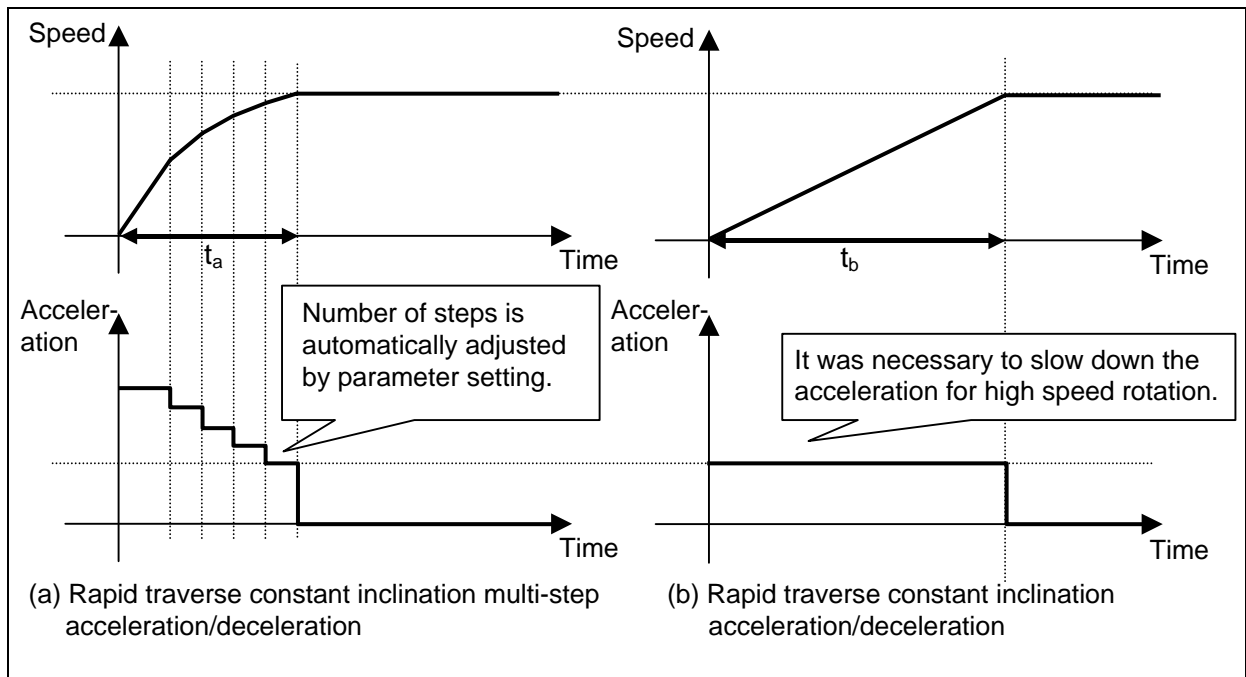 Speed
t_a
Time
Acceler-
ation
Number of steps is
automatically adjusted
by parameter setting.
Time
(a) Rapid traverse constant inclination multi-step
acceleration/deceleration
Speed
t_b
Time
Acceler-
ation
It was necessary to slow down the
acceleration for high speed rotation.
Time
(b) Rapid traverse constant inclination
acceleration/deceleration